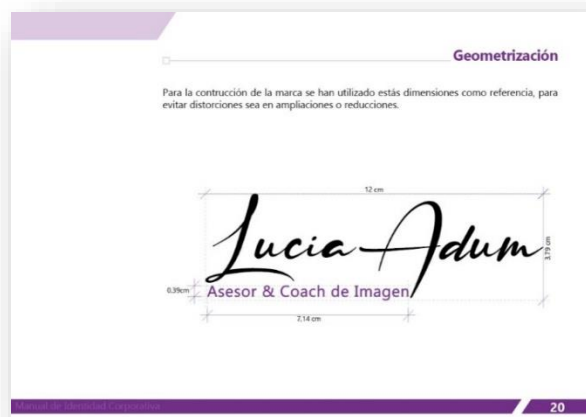 Geometrización
Para la contrucción de la marca se han utilizado estás dimensiones como referencia, para
evitar distorciones sea en ampliaciones o reducciones.
12 cm
Lucia Adum
3,79 cm
0,39cm
Asesor & Coach de Imagen
7,14 cm
Manual de Identidad Corporativa
20